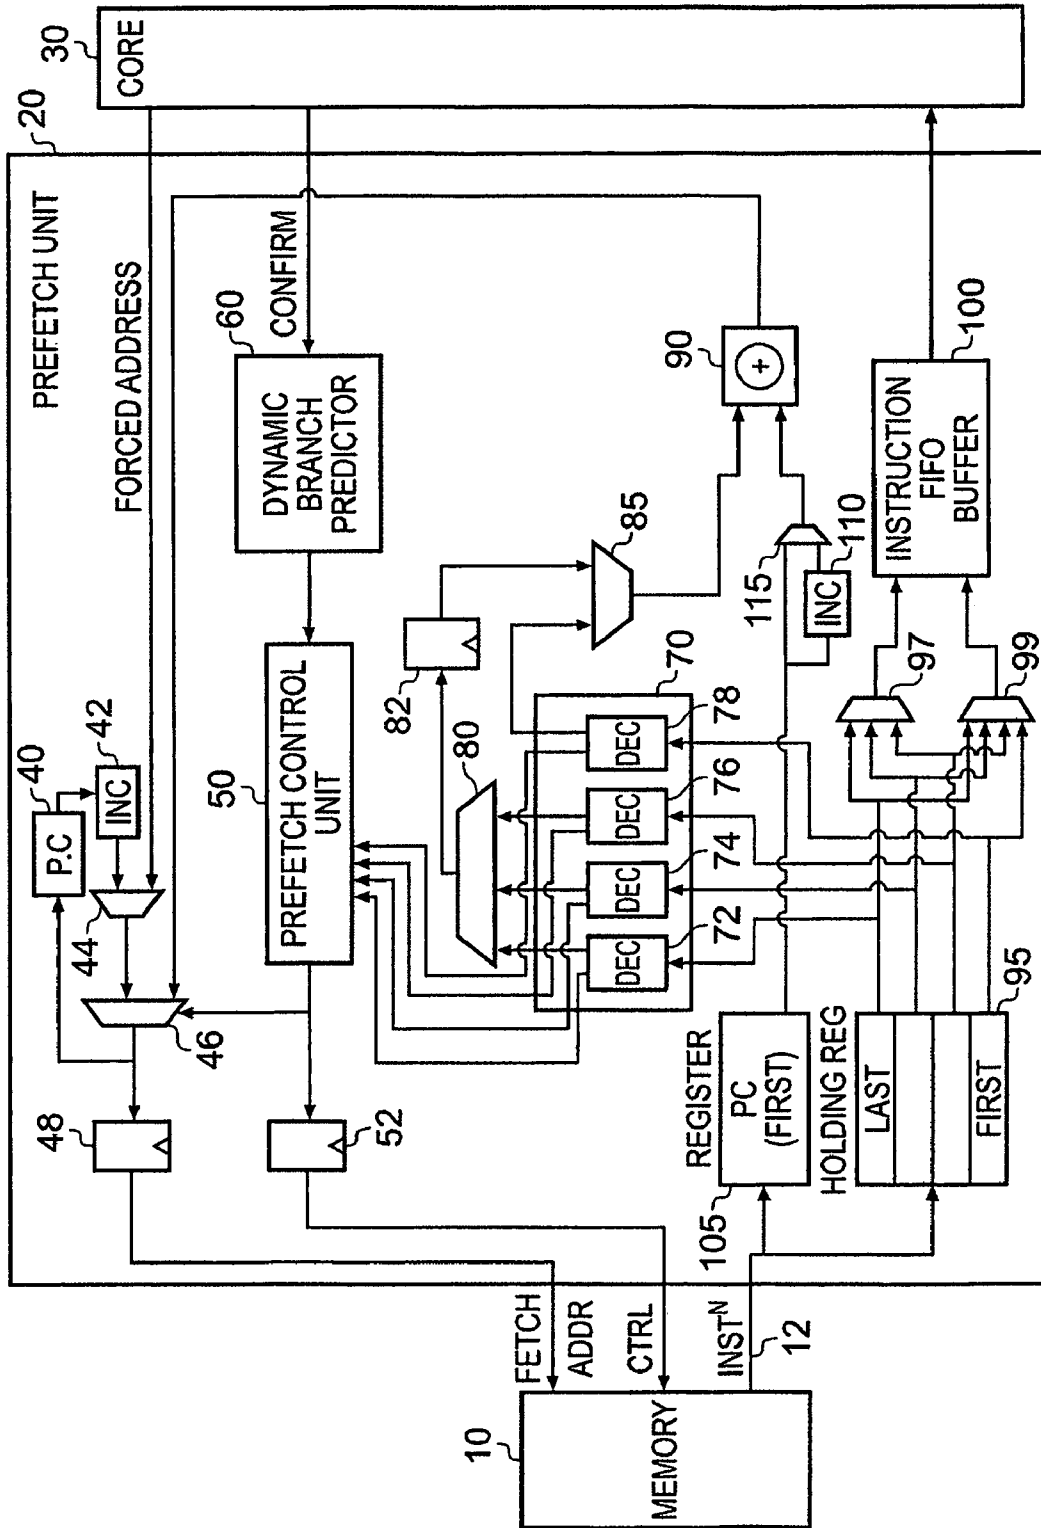 30
CORE
20
PREFETCH UNIT
FORCED ADDRESS
CONFIRM
60
DYNAMIC
BRANCH
PREDICTOR
40
P.C
42
INC
44
46
48
50
PREFETCH CONTROL
UNIT
52
82
80
85
90
+
70
DEC
78
DEC
76
DEC
74
DEC
72
115
INC
110
100
INSTRUCTION
FIFO
BUFFER
97
99
REGISTER
PC
(FIRST)
105
HOLDING REG
LAST
FIRST
95
FETCH
ADDR
CTRL
INST^N
12
10
MEMORY